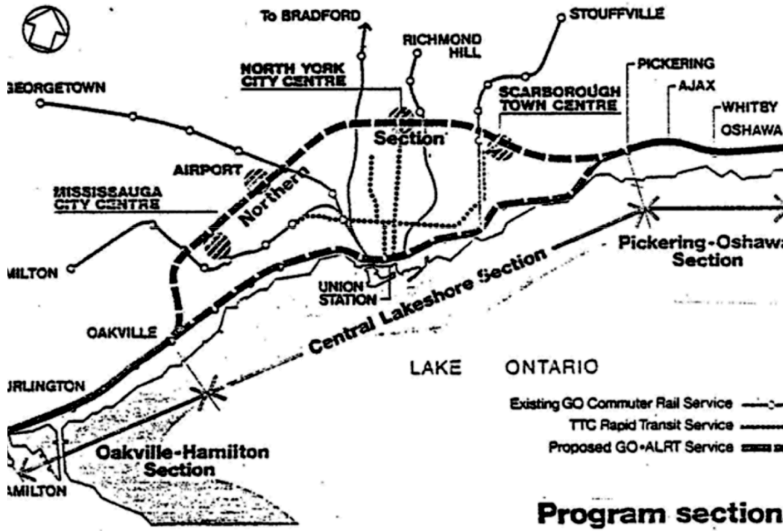 To BRADFORD
STOUFFVILLE
RICHMOND
HILL
NORTH YORK
CITY CENTRE
PICKERING
SCARBOROUGH
TOWN CENTRE
AJAX
GEORGETOWN
WHITBY
OSHAWA
Section
AIRPORT
Northern
MISSISSAUGA
CITY CENTRE
MILTON
Pickering-Oshawa
Section
UNION
STATION
Central Lakeshore Section
OAKVILLE
LAKE ONTARIO
URLINGTON
Existing GO Commuter Rail Service
TTC Rapid Transit Service
Proposed GO-ALRT Service
Oakville-Hamilton
Section
AMILTON
Program section